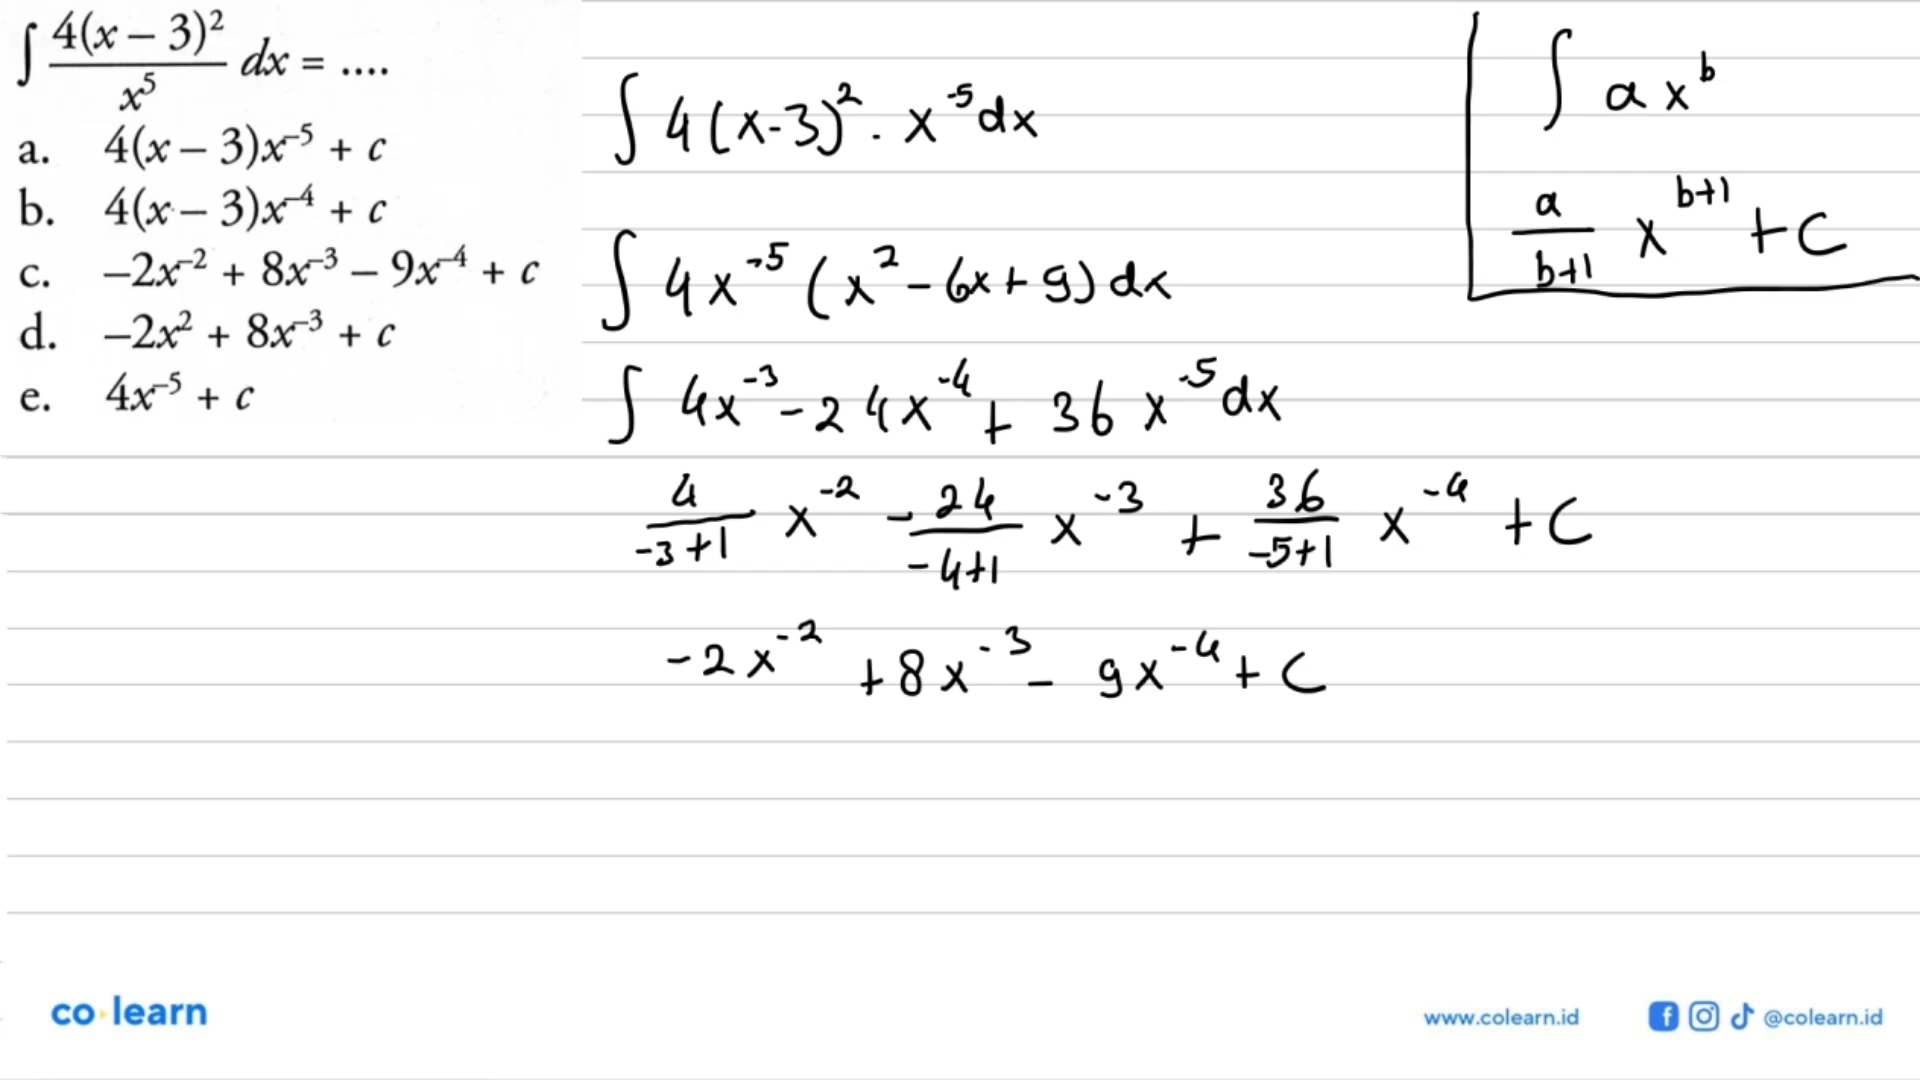 ∫ 4(x – 3)² / x⁵ dx = ....
a. 4(x – 3)x⁻⁵ + c
b. 4(x – 3)x⁻⁴ + c
c. –2x⁻² + 8x⁻³ – 9x⁻⁴ + c
d. –2x² + 8x⁻³ + c
e. 4x⁻⁵ + c
∫ 4(x-3)² . x⁻⁵ dx
∫ 4x⁻⁵ (x² - 6x + 9) dx
∫ 4x⁻³ - 24x⁻⁴ + 36x⁻⁵ dx
4/(-3+1) x⁻² - 24/(-4+1) x⁻³ + 36/(-5+1) x⁻⁴ + C
-2x⁻² + 8x⁻³ - 9x⁻⁴ + C
∫ a xᵇ
a/(b+1) xᵇ⁺¹ + C
co learn
www.colearn.id
@colearn.id